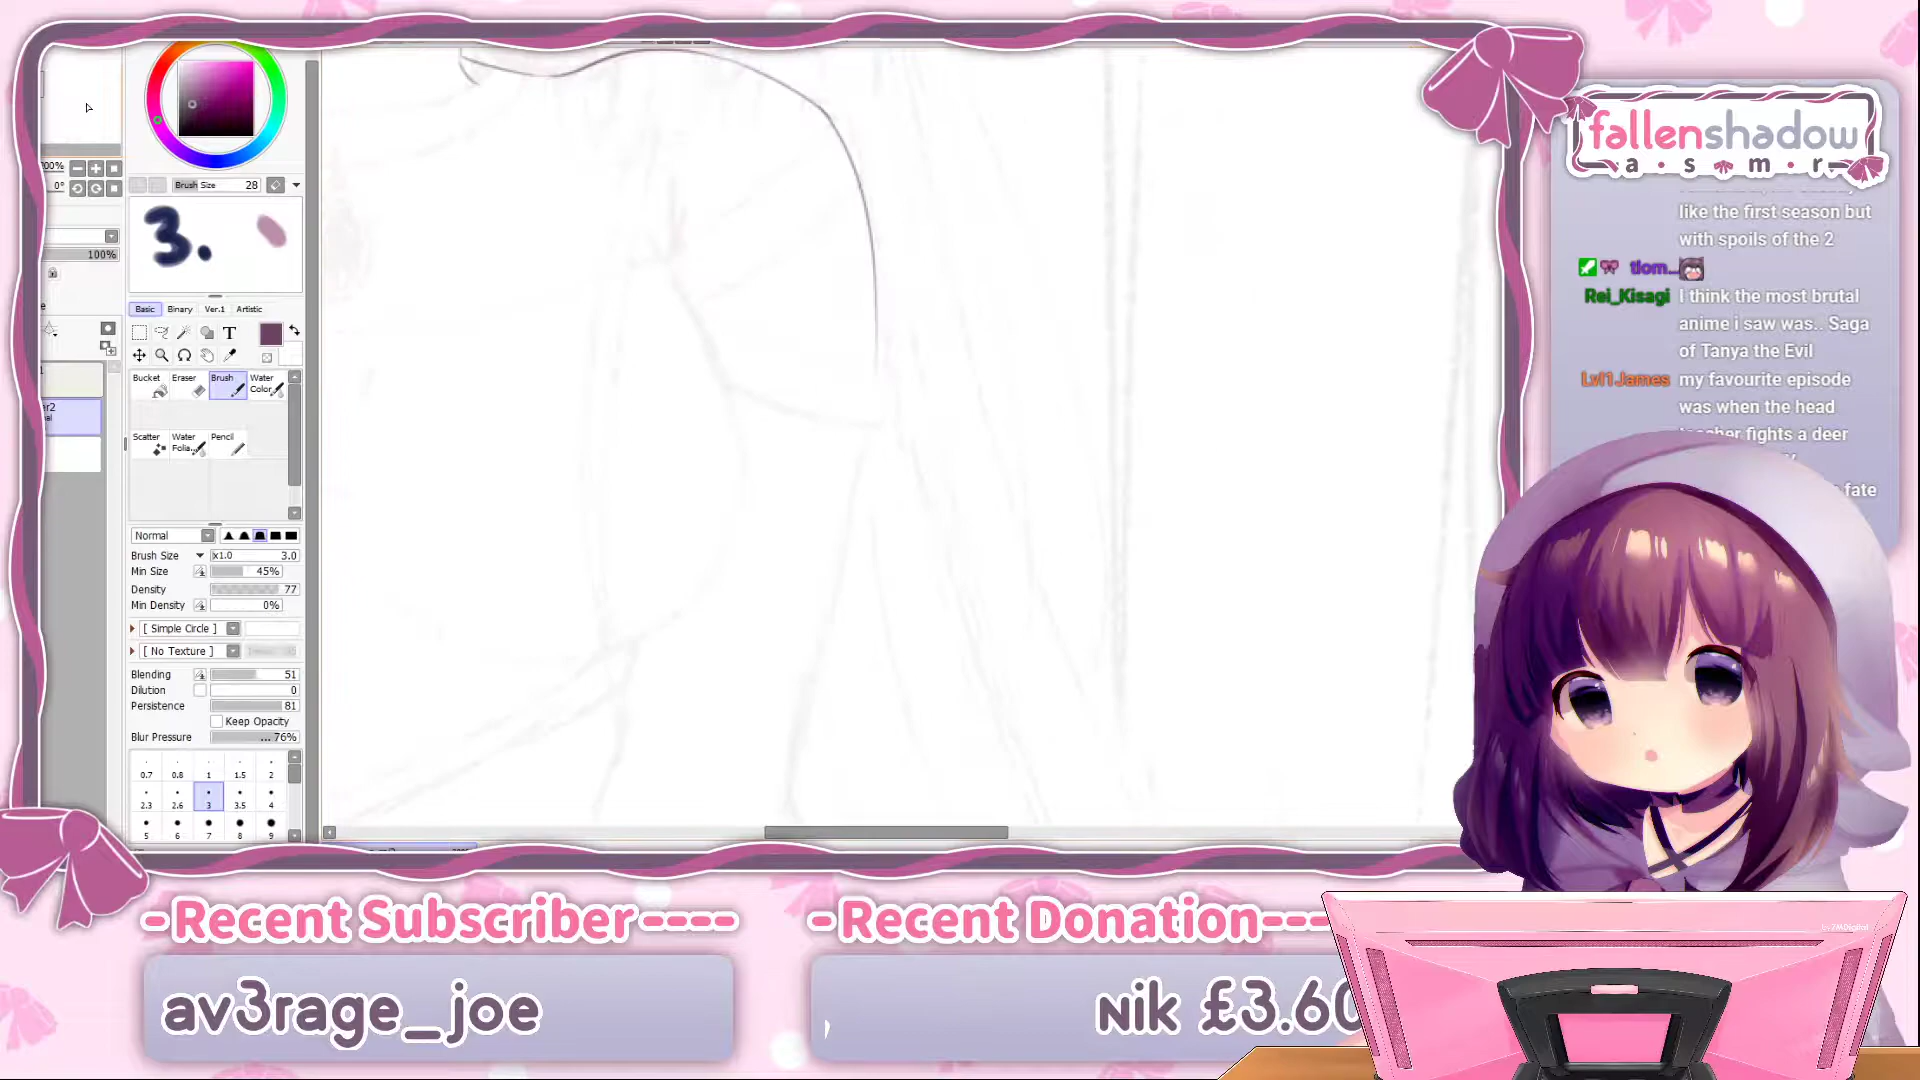 200%
0°
100%
Brush Size 28
3.
Basic Binary Ver.1 Artistic
T
Bucket Eraser Brush Water Color
Scatter Water Folia... Pencil
Normal
Brush Size x1.0 3.0
Min Size 45%
Density 77
Min Density 0%
[ Simple Circle ]
[ No Texture ]
Blending 51
Dilution 0
Persistence 81
Keep Opacity
Blur Pressure ... 76%
0.7 0.8 1 1.5 2
2.3 2.6 3 3.5 4
5 6 7 8 9
fallenshadow
a • s m • r
like the first season but
with spoils of the 2
tiom...
Rei_Kisagi I think the most brutal
anime i saw was.. Saga
of Tanya the Evil
Lvl1James my favourite episode
was when the head
fights a deer
fate
-Recent Subscriber----
av3rage_joe
-Recent Donation---
nik £3.60